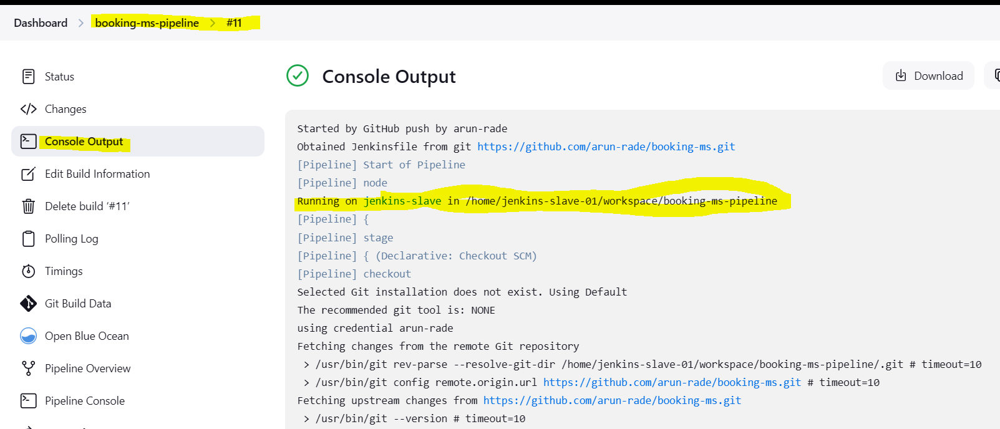 Dashboard > booking-ms-pipeline > #11
Status
Changes
Console Output
Edit Build Information
Delete build ‘#11’
Polling Log
Timings
Git Build Data
Open Blue Ocean
Pipeline Overview
Pipeline Console
Console Output
Download
Started by GitHub push by arun-rade
Obtained Jenkinsfile from git https://github.com/arun-rade/booking-ms.git
[Pipeline] Start of Pipeline
[Pipeline] node
Running on jenkins-slave in /home/jenkins-slave-01/workspace/booking-ms-pipeline
[Pipeline] {
[Pipeline] stage
[Pipeline] { (Declarative: Checkout SCM)
[Pipeline] checkout
Selected Git installation does not exist. Using Default
The recommended git tool is: NONE
using credential arun-rade
Fetching changes from the remote Git repository
> /usr/bin/git rev-parse --resolve-git-dir /home/jenkins-slave-01/workspace/booking-ms-pipeline/.git # timeout=10
> /usr/bin/git config remote.origin.url https://github.com/arun-rade/booking-ms.git # timeout=10
Fetching upstream changes from https://github.com/arun-rade/booking-ms.git
> /usr/bin/git --version # timeout=10